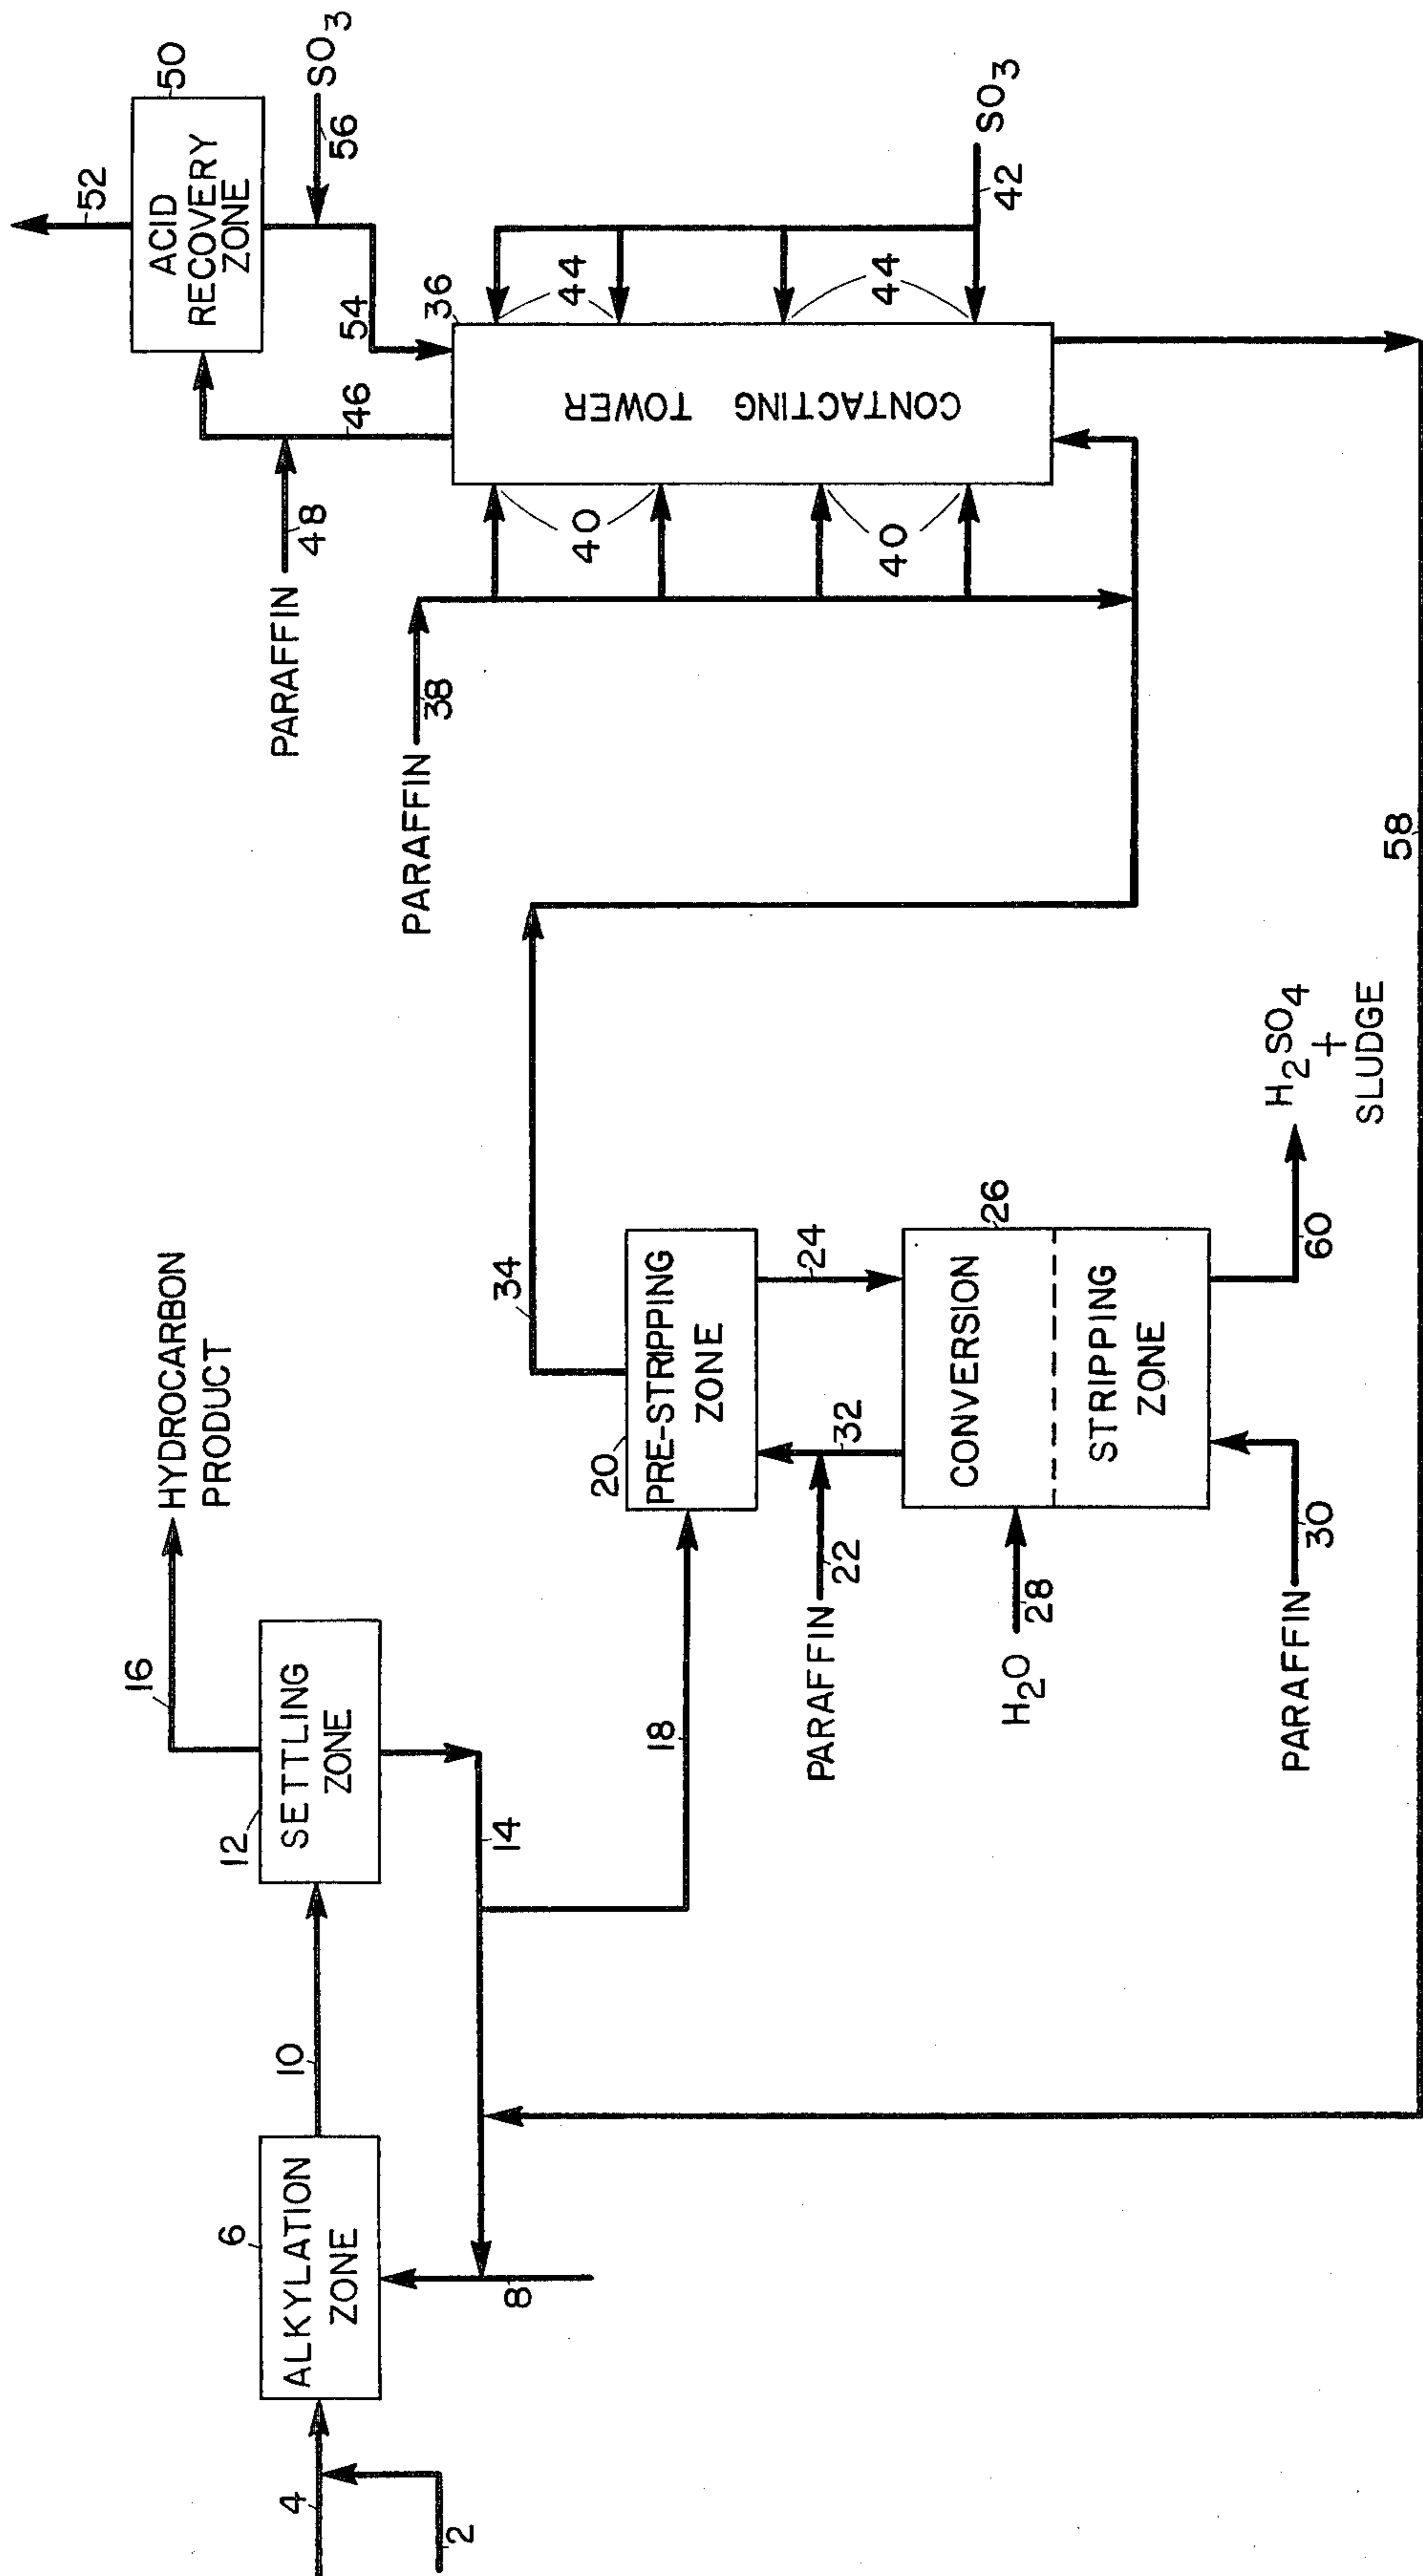 4
2
6
ALKYLATION
ZONE
8
10
12
SETTLING
ZONE
14
16
HYDROCARBON
PRODUCT
18
20
PRE-STRIPPING
ZONE
PARAFFIN
22
32
24
34
26
CONVERSION
STRIPPING
ZONE
H2O
28
PARAFFIN
30
60
H2SO4
+
SLUDGE
58
PARAFFIN
38
40
40
36
CONTACTING TOWER
44
44
42
SO3
PARAFFIN
48
46
54
50
ACID
RECOVERY
ZONE
52
56
SO3